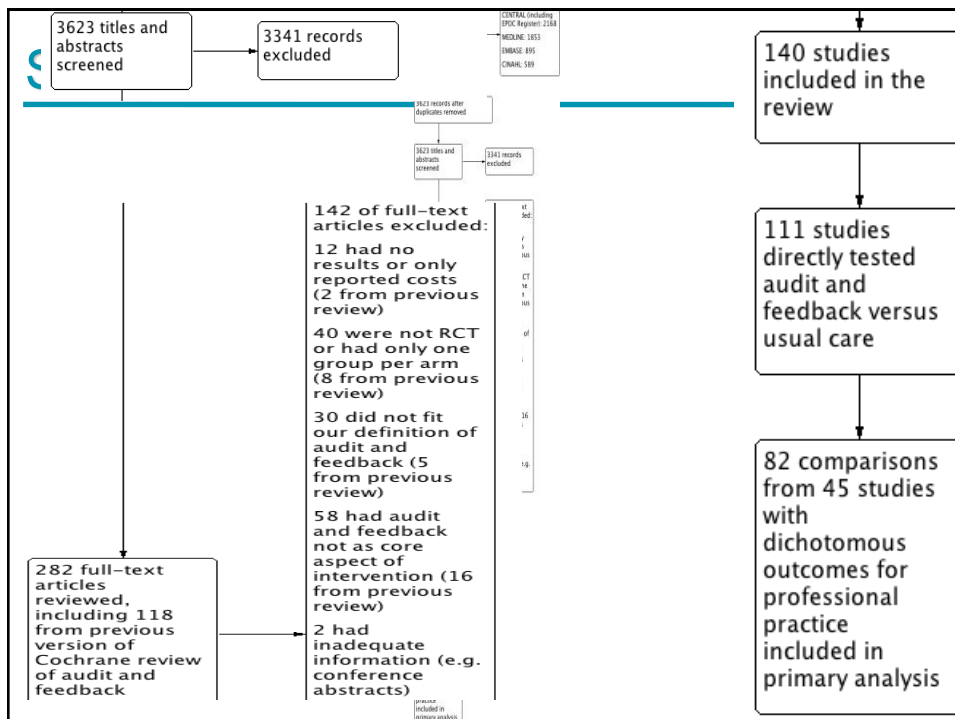 3623 titles and
abstracts
screened
3341 records
excluded
CENTRAL (including
EPOC Register): 2168
MEDLINE: 1853
EMBASE: 895
CINAHL: 589
3623 records after
duplicates removed
3623 titles and
abstracts
screened
3341 records
excluded
142 of full-text
articles excluded:
12 had no
results or only
reported costs
(2 from previous
review)
40 were not RCT
or had only one
group per arm
(8 from previous
review)
30 did not fit
our definition of
audit and
feedback (5
from previous
review)
58 had audit
and feedback
not as core
aspect of
intervention (16
from previous
review)
2 had
inadequate
information (e.g.
conference
abstracts)
282 full-text
articles
reviewed,
including 118
from previous
version of
Cochrane review
of audit and
feedback
practice
included in
primary analysis
140 studies
included in the
review
111 studies
directly tested
audit and
feedback versus
usual care
82 comparisons
from 45 studies
with
dichotomous
outcomes for
professional
practice
included in
primary analysis